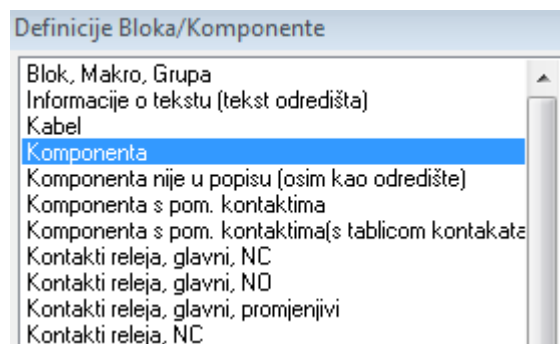 Definicije Bloka/Komponente
Blok, Makro, Grupa
Informacije o tekstu (tekst odredišta)
Kabel
Komponenta
Komponenta nije u popisu (osim kao odredište)
Komponenta s pom. kontaktima
Komponenta s pom. kontaktima(s tablicom kontakata
Kontakti releja, glavni, NC
Kontakti releja, glavni, NO
Kontakti releja, glavni, promjenjivi
Kontakti releja, NC